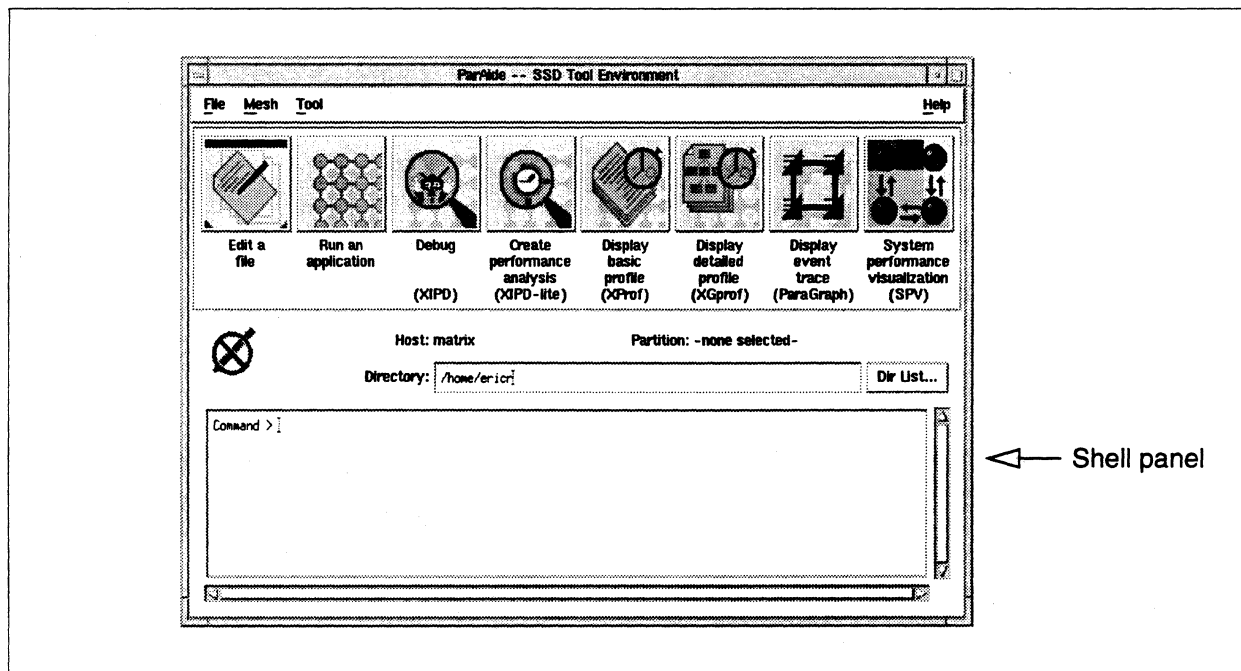 ParAide -- SSD Tool Environment
File Mesh Tool Help
Edit a
file
Run an
application
Debug
(XIPD)
Create
performance
analysis
(XIPD-lite)
Display
basic
profile
(XProf)
Display
detailed
profile
(XGprof)
Display
event
trace
(ParaGraph)
System
performance
visualization
(SPV)
Host: matrix Partition: -none selected-
Directory: /home/ericr Dir List...
Command >
Shell panel